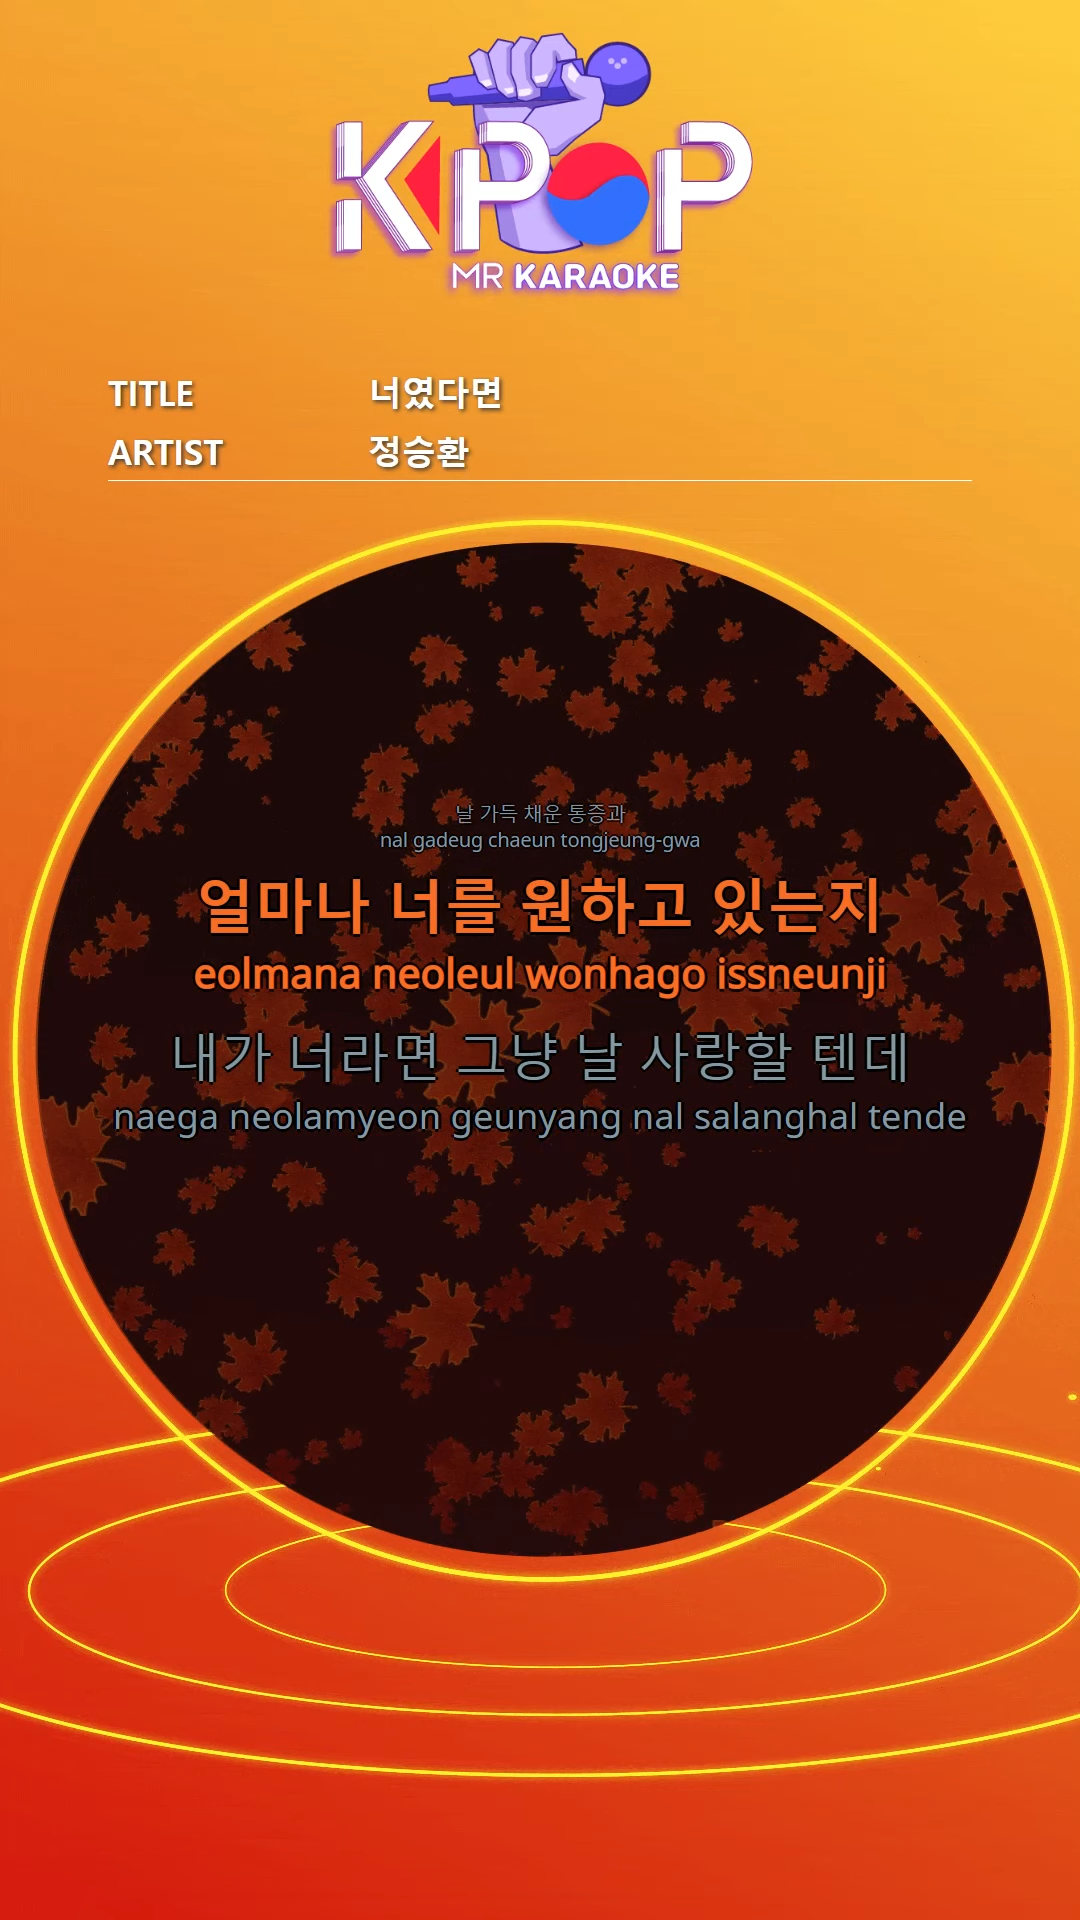 KPOP
MR KARAOKE
TITLE 너였다면
ARTIST 정승환
날 가득 채운 통증과
nal gadeug chaeun tongjeung-gwa
얼마나 너를 원하고 있는지
eolmana neoleul wonhago issneunji
내가 너라면 그냥 날 사랑할 텐데
naega neolamyeon geunyang nal salanghal tende